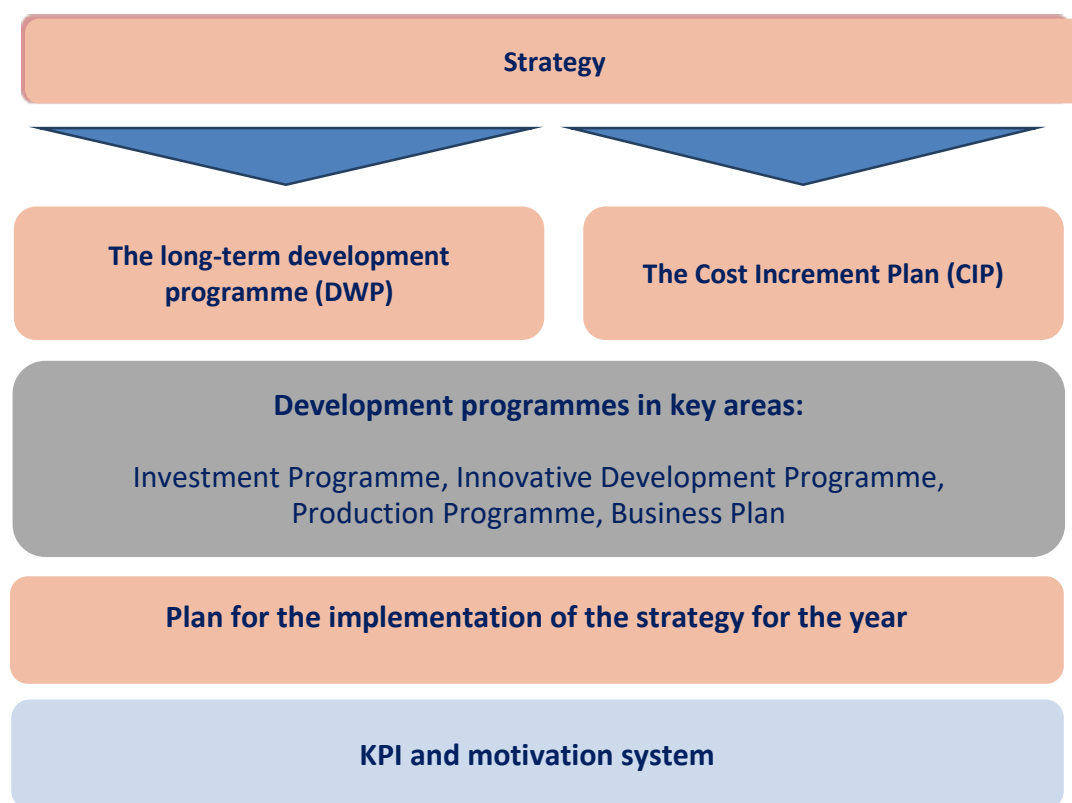 Strategy
The long-term development
programme (DWP)
The Cost Increment Plan (CIP)
Development programmes in key areas:
Investment Programme, Innovative Development Programme,
Production Programme, Business Plan
Plan for the implementation of the strategy for the year
KPI and motivation system